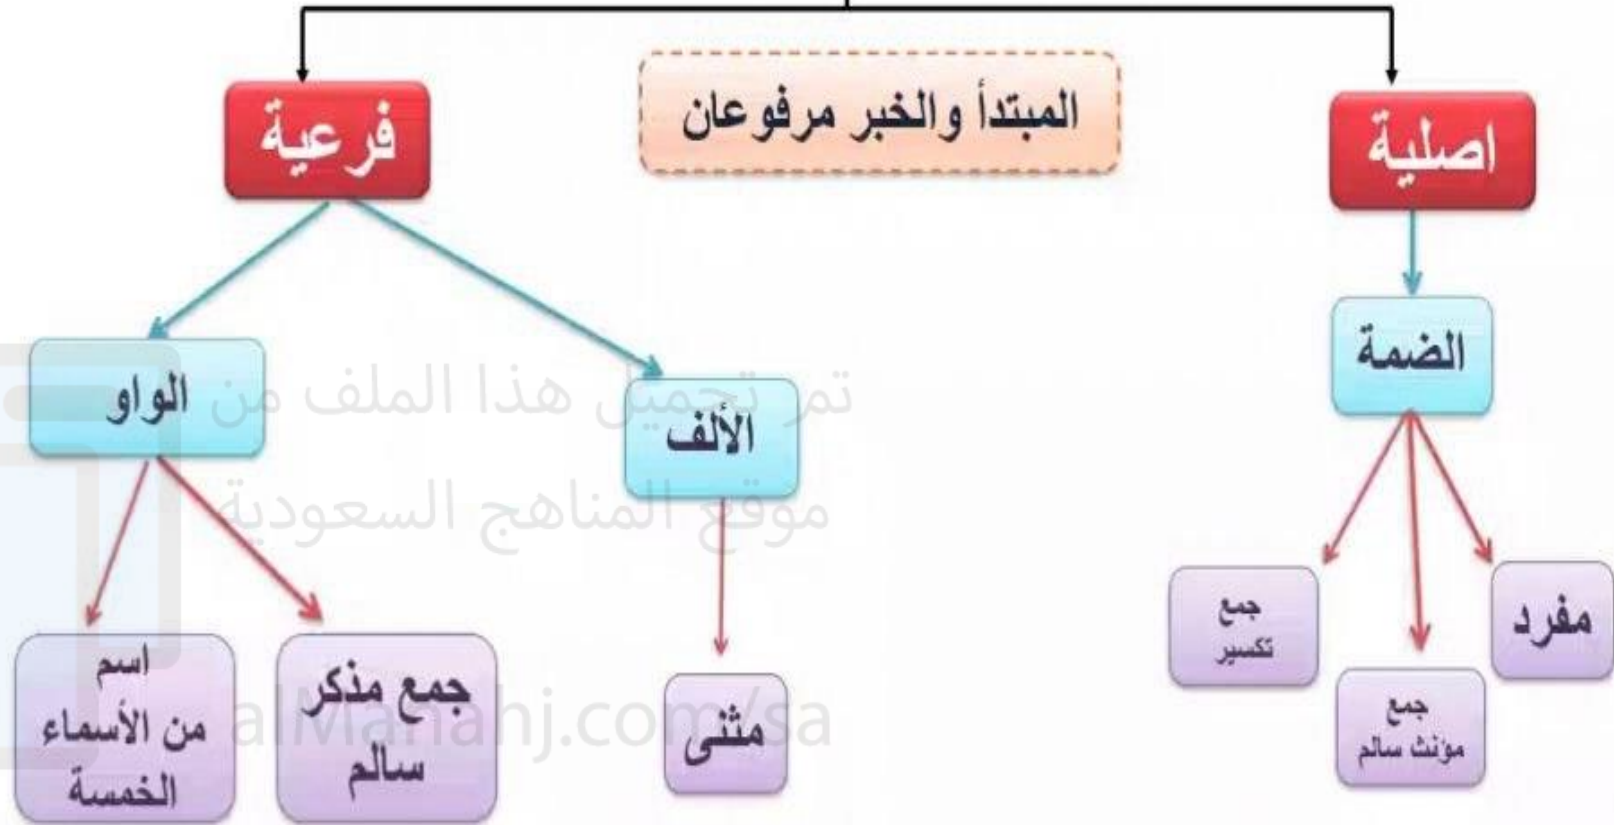 المبتدأ والخبر مرفوعان
اصلية
فرعية
الضمة
الألف
الواو
مفرد
جمع
مؤنث سالم
جمع
تكسير
مثنى
جمع مذكر
سالم
اسم
من الأسماء
الخمسة
تم تحميل هذا الملف من
موقع المناهج السعودية
alManahj.com/sa